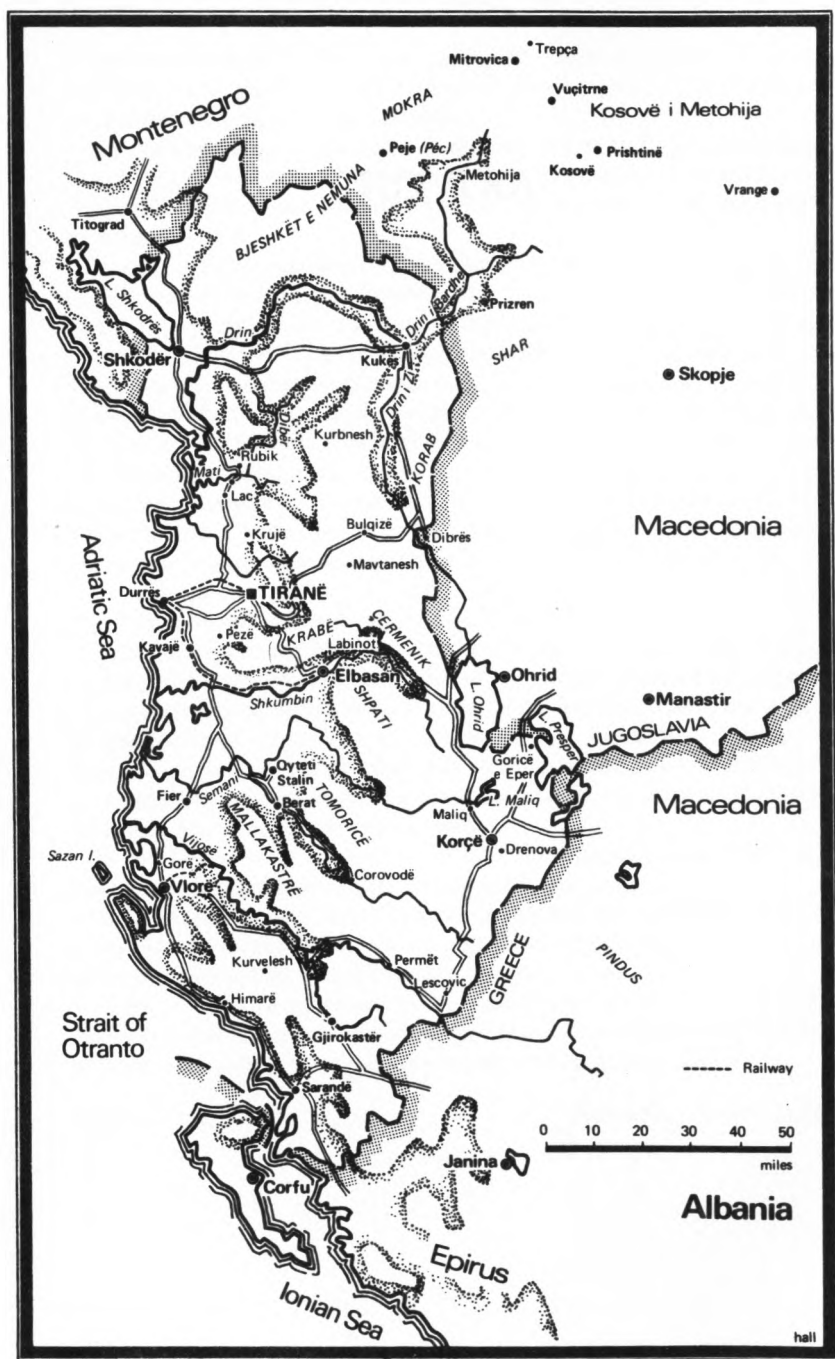 Trepça
Mitrovica
Vuçitrne
MOKRA
Kosovë i Metohija
Montenegro
Peje (Péc)
Prishtinë
Kosovë
Metohija
Vrange
Titograd
BJESHKËT E NEMUNA
L. Shkodrës
Drin i Bardh
Prizren
Drin
SHAR
Shkodër
Kukës
Skopje
Drin i Zi
Dibër
Kurbnesh
KORAB
Rubik
Mati
Lac
Bulqizë
Krujë
Macedonia
Dibrës
Mavtanesh
Adriatic Sea
Durrës
TIRANË
ÇERMENIK
Pezë
KRABË
Kavajë
Labinot
Elbasan
Ohrid
L. Ohrid
Shkumbin
SHPATI
Manastir
L. Presper
JUGOSLAVIA
Goricë
e Eper
Qyteti
Stalin
Semani
TOMORICË
Fier
Berat
L. Maliq
Maliq
Macedonia
MALLAKASTRË
Vijosë
Korçë
Sazan I.
Gorë
Drenova
Vlorë
Corovodë
GREECE
PINDUS
Kurvelesh
Permët
Lescovic
Himarë
Strait of
Otranto
Gjirokastër
Railway
Sarandë
0 10 20 30 40 50
miles
Janina
Corfu
Albania
Epirus
Ionian Sea
hall